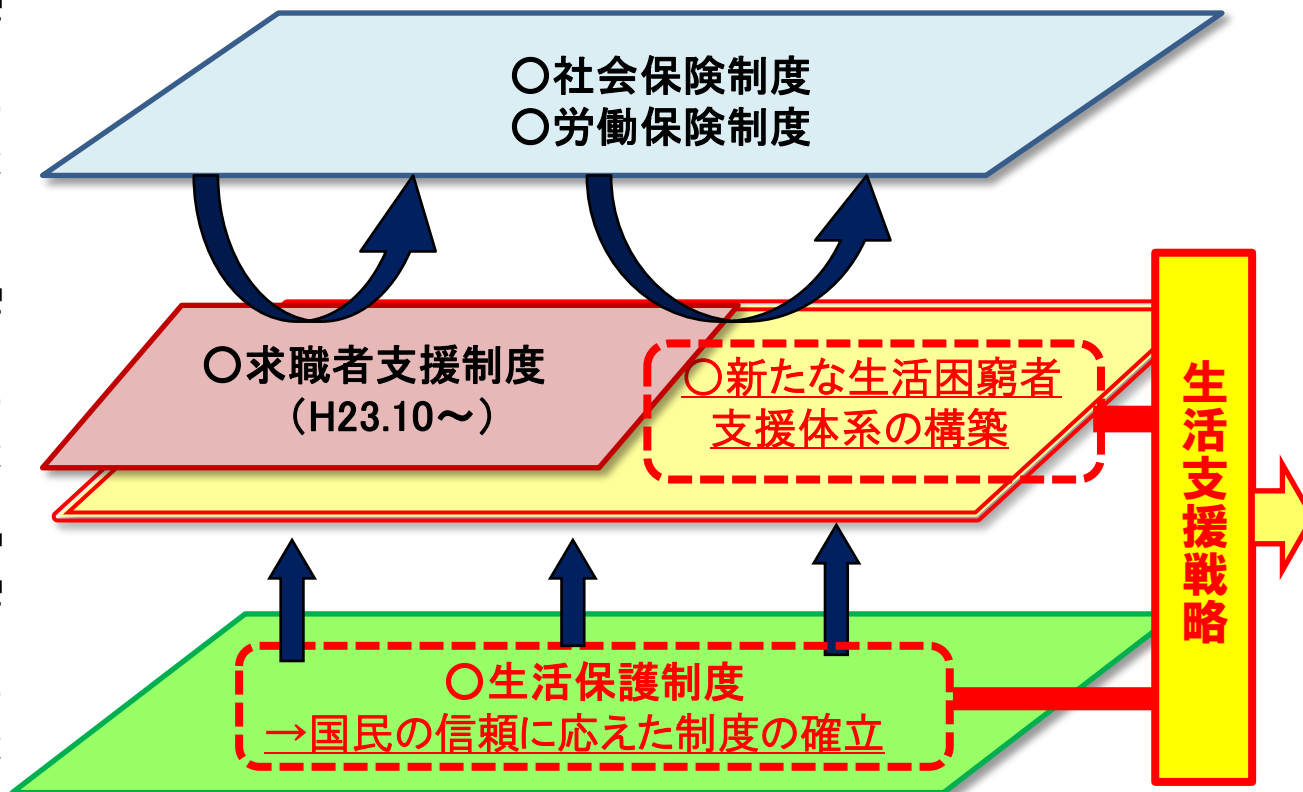 ○社会保険制度
○労働保険制度
○求職者支援制度
（H23.10～）
○新たな生活困窮者
支援体系の構築
生活支援戦略
○生活保護制度
→国民の信頼に応えた制度の確立